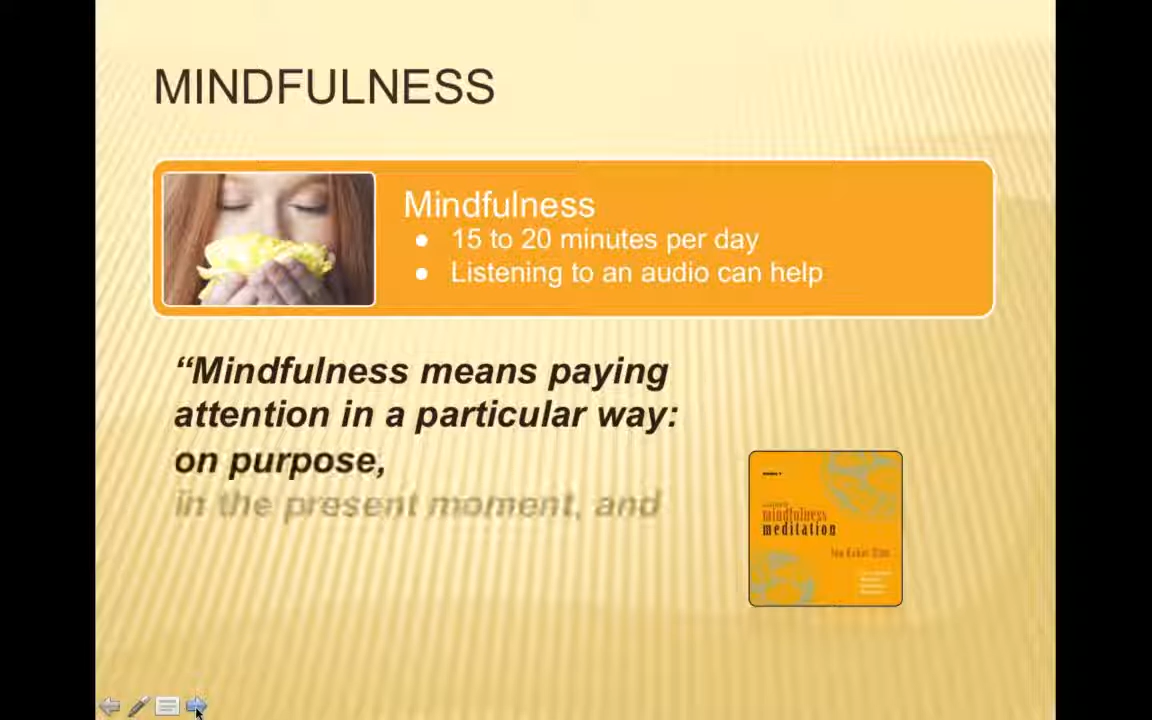 MINDFULNESS
Mindfulness
● 15 to 20 minutes per day
● Listening to an audio can help
“Mindfulness means paying
attention in a particular way:
on purpose,
in the present moment, and
mindfulness
meditation